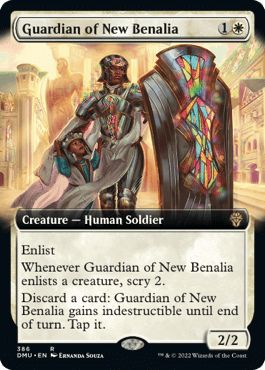 Guardian of New Benalia 1
Creature — Human Soldier
Enlist
Whenever Guardian of New Benalia
enlists a creature, scry 2.
Discard a card: Guardian of New
Benalia gains indestructible until end
of turn. Tap it.
2/2
386 R
DMU • EN Ernanda Souza
™ & © 2022 Wizards of the Coast